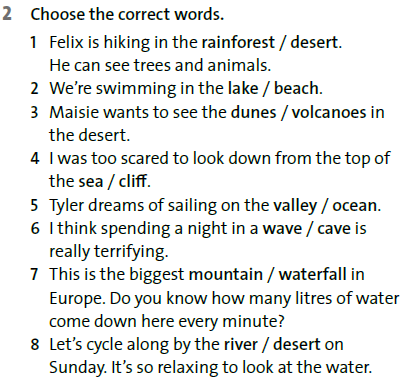 2 Choose the correct words.
1 Felix is hiking in the rainforest / desert.
He can see trees and animals.
2 We're swimming in the lake / beach.
3 Maisie wants to see the dunes / volcanoes in
the desert.
4 I was too scared to look down from the top of
the sea / cliff.
5 Tyler dreams of sailing on the valley / ocean.
6 I think spending a night in a wave / cave is
really terrifying.
7 This is the biggest mountain / waterfall in
Europe. Do you know how many litres of water
come down here every minute?
8 Let's cycle along by the river / desert on
Sunday. It's so relaxing to look at the water.